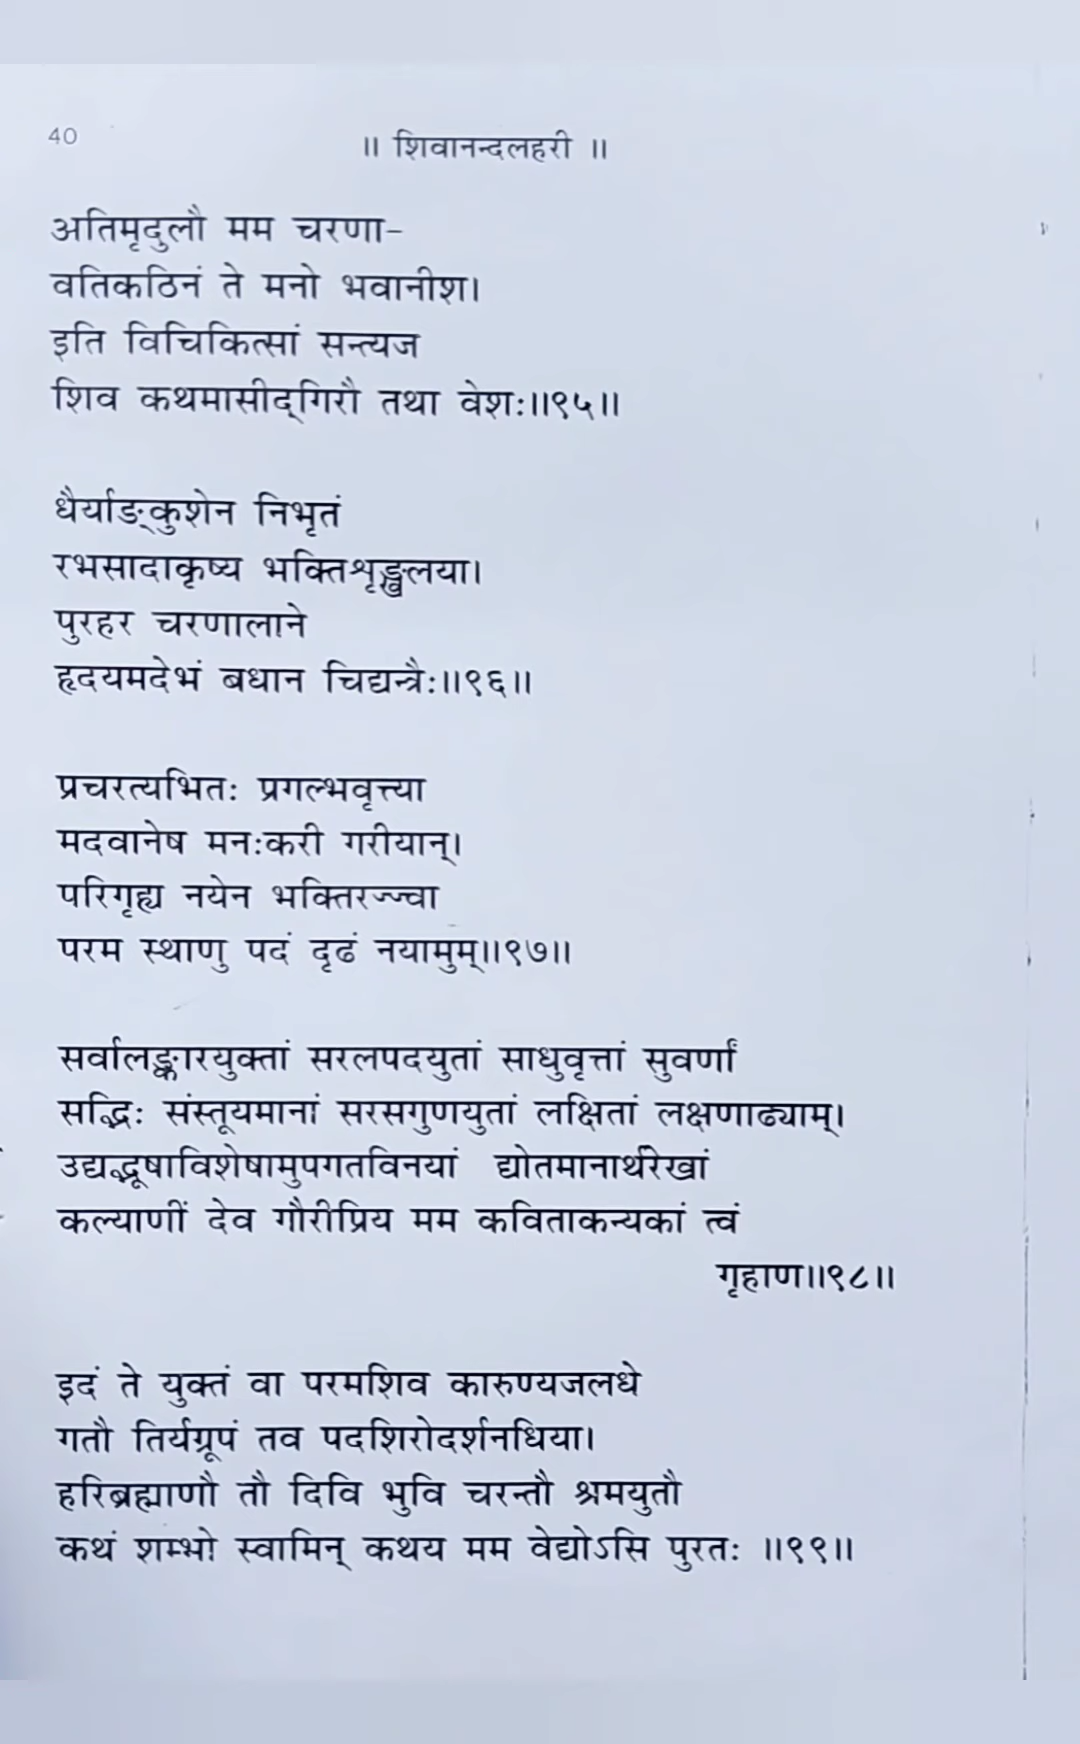 40
॥ शिवानन्दलहरी ॥
अतिमृदुलौ मम चरणा-
वतिकठिनं ते मनो भवानीश।
इति विचिकित्सां सन्त्यज
शिव कथमासीद्‌गिरौ तथा वेशः॥९५॥
धैर्याङ्‌कुशेन निभृतं
रभसादाकृष्य भक्तिशृङ्खलया।
पुरहर चरणालाने
हृदयमदेभं बधान चिद्यन्त्रैः॥९६॥
प्रचरत्यभितः प्रगल्भवृत्त्या
मदवानेष मनःकरी गरीयान्।
परिगृह्य नयेन भक्तिरज्ज्वा
परम स्थाणु पदं दृढं नयामुम्॥९७॥
सर्वालङ्कारयुक्तां सरलपदयुतां साधुवृत्तां सुवर्णां
सद्भिः संस्तूयमानां सरसगुणयुतां लक्षितां लक्षणाढ्याम्।
उद्यद्भूषाविशेषामुपगतविनयां द्योतमानार्थरेखां
कल्याणीं देव गौरीप्रिय मम कविताकन्यकां त्वं
गृहाण॥९८॥
इदं ते युक्तं वा परमशिव कारुण्यजलधे
गतौ तिर्यग्रूपं तव पदशिरोदर्शनधिया।
हरिब्रह्माणौ तौ दिवि भुवि चरन्तौ श्रमयुतौ
कथं शम्भो स्वामिन् कथय मम वेद्योऽसि पुरतः ॥९९॥